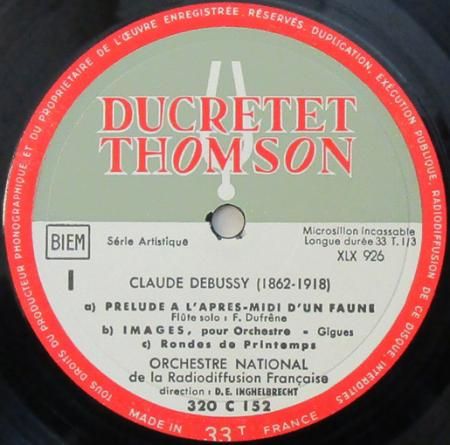 TOUS DROITS DU PRODUCTEUR PHONOGRAPHIQUE ET DU PROPRIETAIRE DE L'ŒUVRE ENREGISTREE, RESERVES, DUPLICATION, EXECUTION PUBLIQUE, RADIODIFFUSION DE CE DISQUE, INTERDITES
DUCRETET
THOMSON
BIEM
Série Artistique
Microsillon incassable
Longue durée 33 T.1/3
XLX 926
I
CLAUDE DEBUSSY (1862-1918)
a) PRELUDE A L'APRES-MIDI D'UN FAUNE
Flûte solo : F. Dufrêne
b) IMAGES, pour Orchestre - Gigues
c) Rondes de Printemps
ORCHESTRE NATIONAL
de la Radiodiffusion Française
direction : D.E. INGHELBRECHT
320 C 152
MADE IN 33T FRANCE